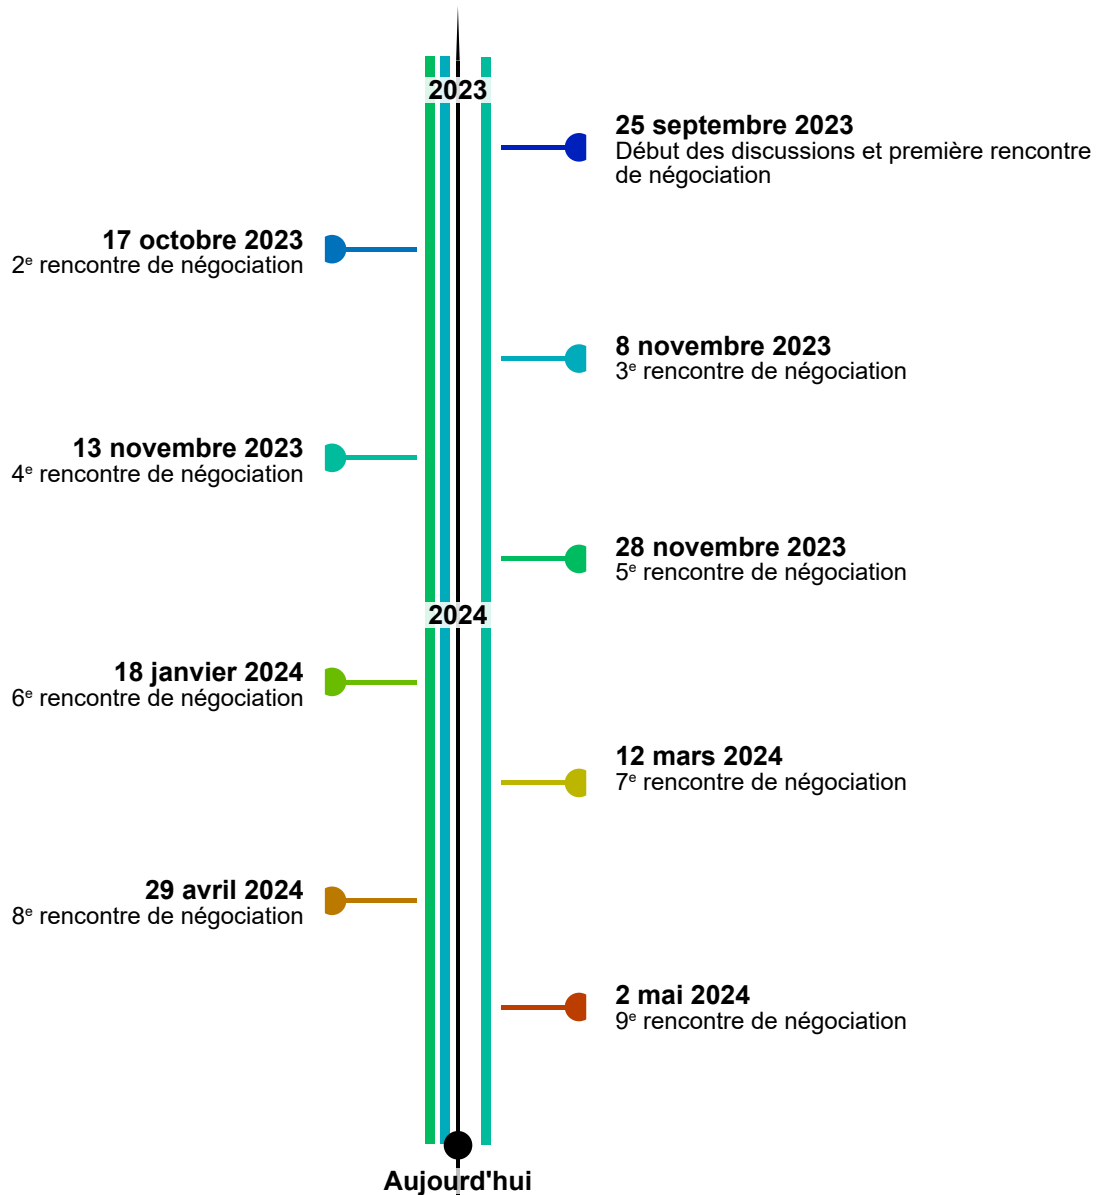 2023
25 septembre 2023
Début des discussions et première rencontre
de négociation
17 octobre 2023
2e rencontre de négociation
8 novembre 2023
3e rencontre de négociation
13 novembre 2023
4e rencontre de négociation
28 novembre 2023
5e rencontre de négociation
2024
18 janvier 2024
6e rencontre de négociation
12 mars 2024
7e rencontre de négociation
29 avril 2024
8e rencontre de négociation
2 mai 2024
9e rencontre de négociation
Aujourd'hui